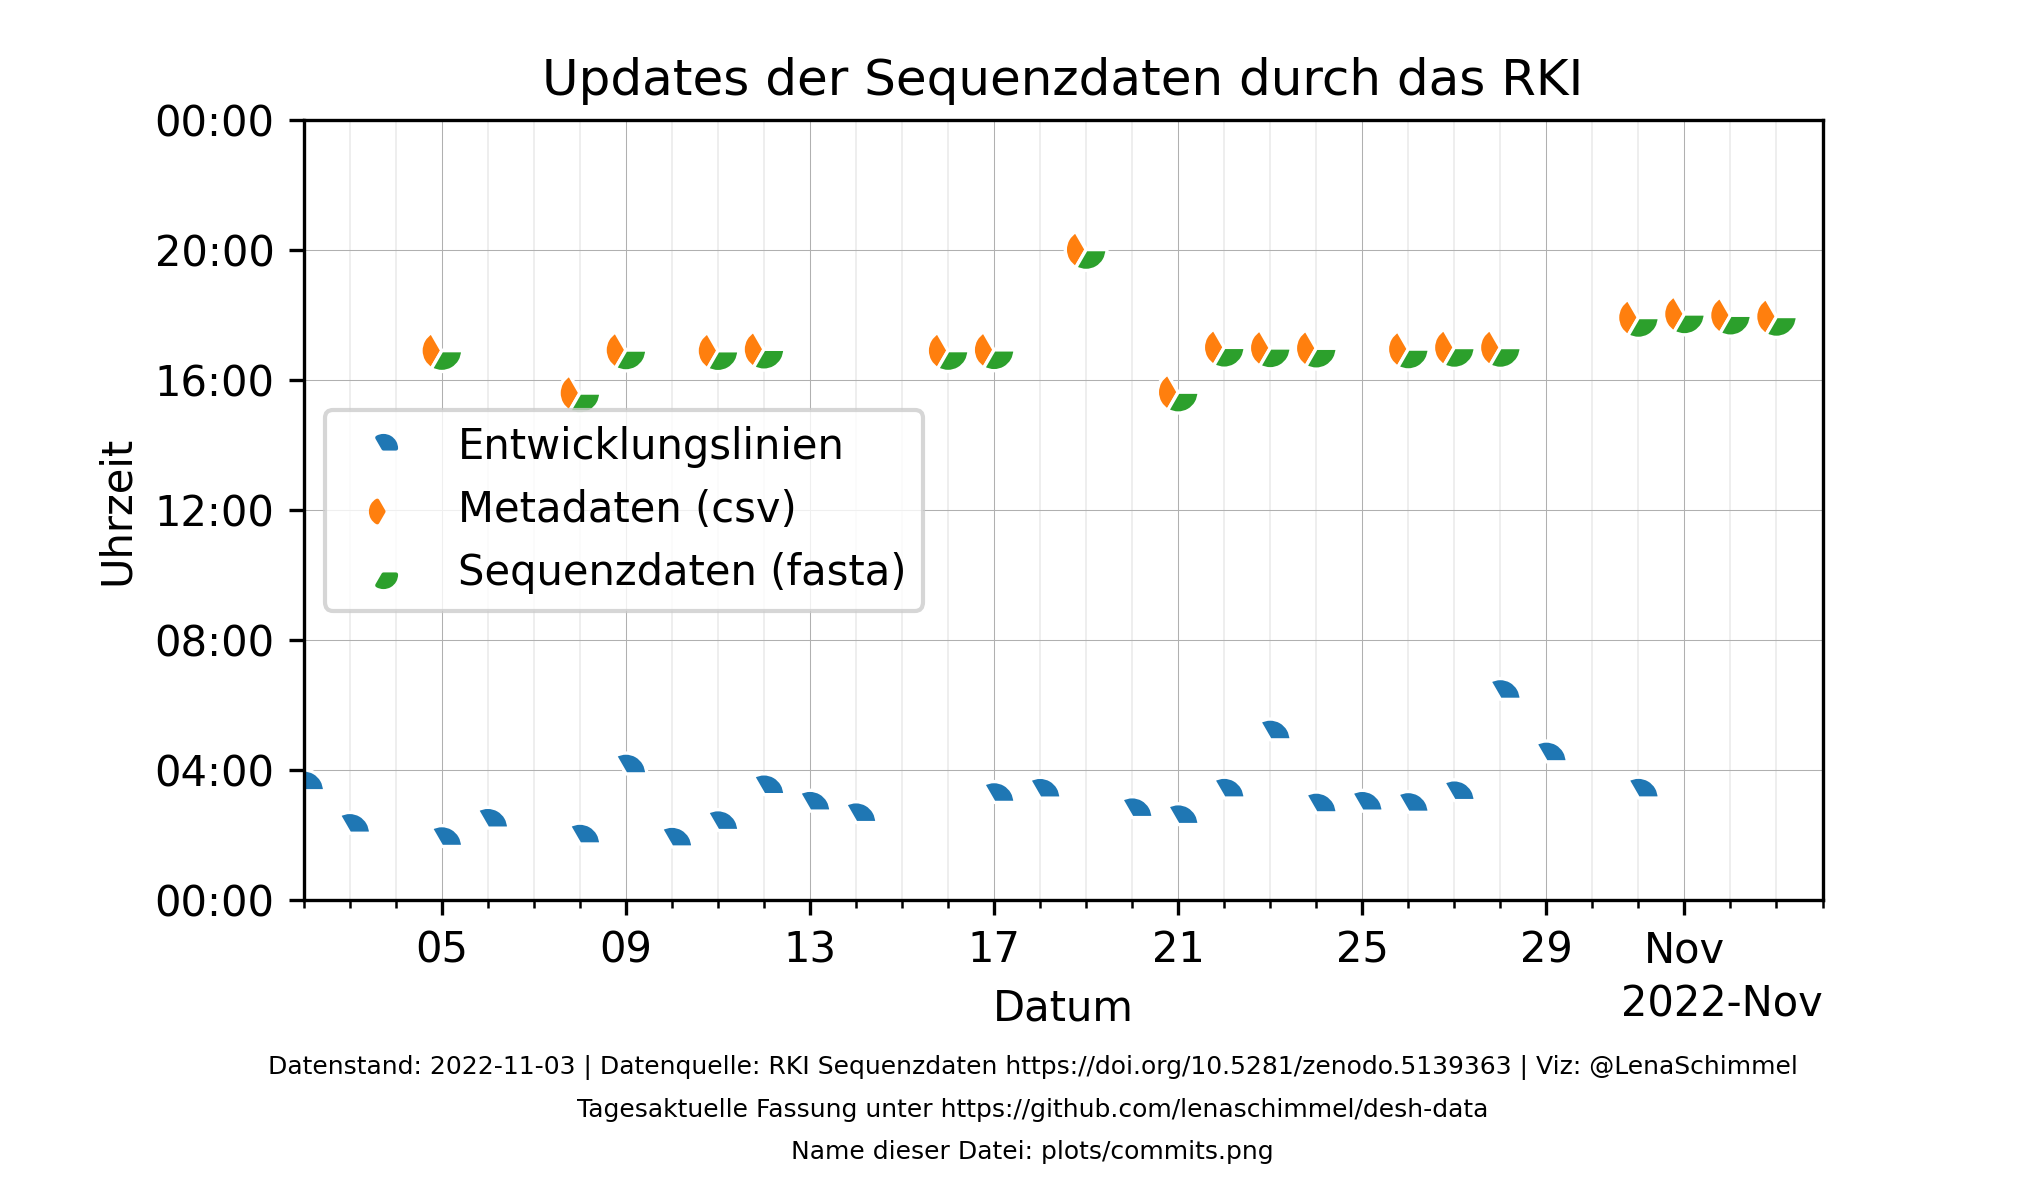 Updates der Sequenzdaten durch das RKI
00:00
20:00
16:00
12:00
08:00
04:00
00:00
Uhrzeit
Entwicklungslinien
Metadaten (csv)
Sequenzdaten (fasta)
05 09 13 17 21 25 29 Nov
2022-Nov
Datum
Datenstand: 2022-11-03 | Datenquelle: RKI Sequenzdaten https://doi.org/10.5281/zenodo.5139363 | Viz: @LenaSchimmel
Tagesaktuelle Fassung unter https://github.com/lenaschimmel/desh-data
Name dieser Datei: plots/commits.png